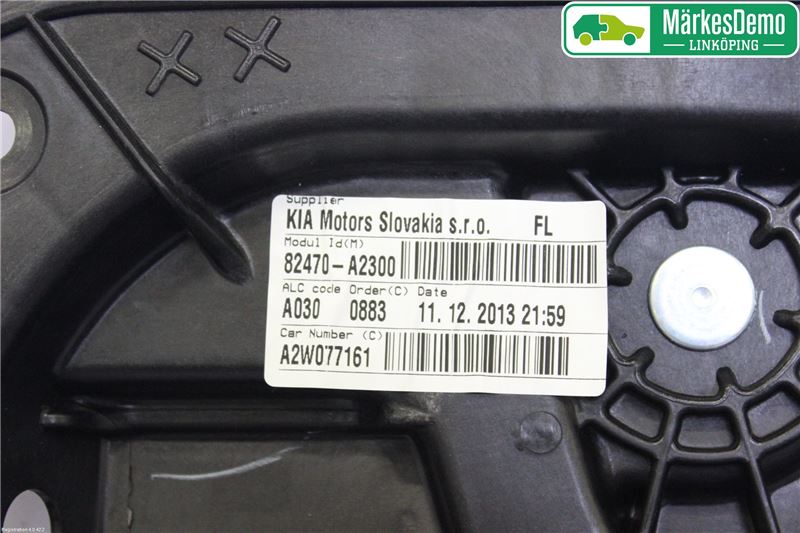 MärkesDemo
LINKÖPING
Supplier
KIA Motors Slovakia s.r.o. FL
Modul Id(M)
82470-A2300
ALC code Order(C) Date
A030 0883 11. 12. 2013 21:59
Car Number (C)
A2W077161